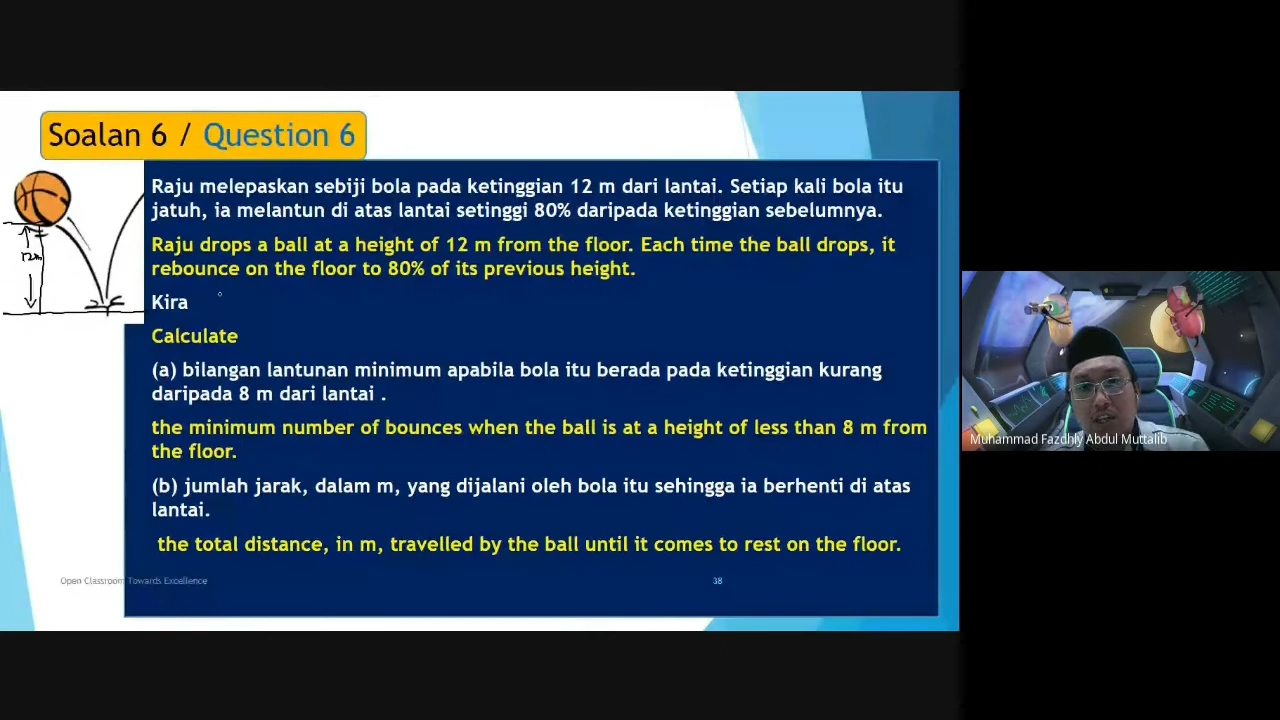 Soalan 6 / Question 6
Raju melepaskan sebiji bola pada ketinggian 12 m dari lantai. Setiap kali bola itu
jatuh, ia melantun di atas lantai setinggi 80% daripada ketinggian sebelumnya.
Raju drops a ball at a height of 12 m from the floor. Each time the ball drops, it
rebounce on the floor to 80% of its previous height.
12m
Kira
Calculate
(a) bilangan lantunan minimum apabila bola itu berada pada ketinggian kurang
daripada 8 m dari lantai .
the minimum number of bounces when the ball is at a height of less than 8 m from
the floor.
(b) jumlah jarak, dalam m, yang dijalani oleh bola itu sehingga ia berhenti di atas
lantai.
the total distance, in m, travelled by the ball until it comes to rest on the floor.
Open Classroom Towards Excellence
38
Muhammad Fazdhly Abdul Muttalib